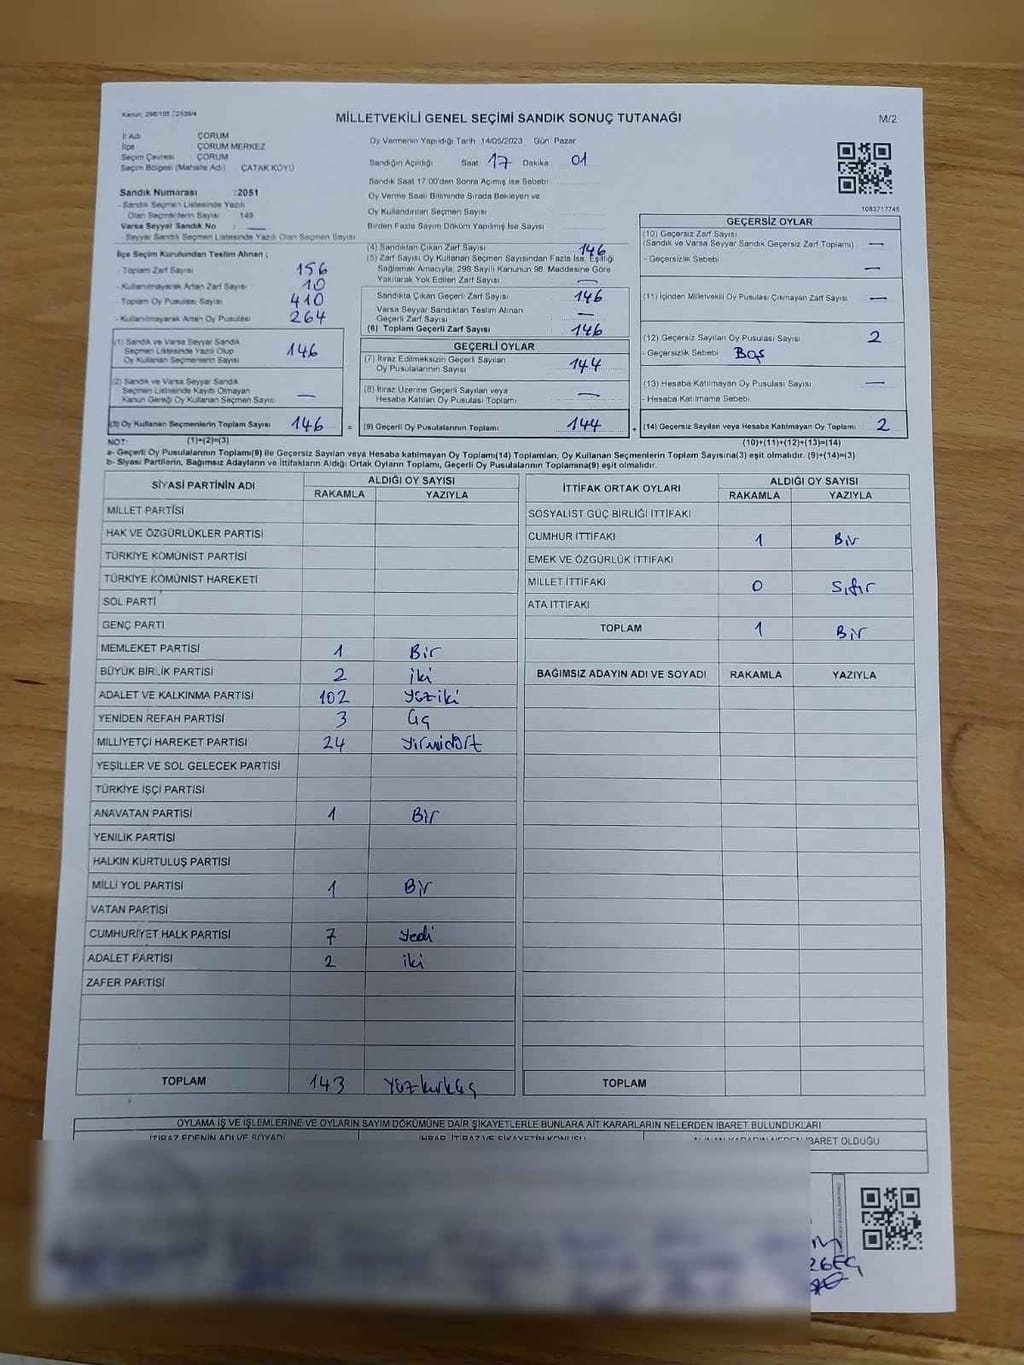 MİLLETVEKİLİ GENEL SEÇİMİ SANDIK SONUÇ TUTANAĞI
M/2
İl Adı ÇORUM
İlçe ÇORUM MERKEZ
Seçim Çevresi ÇORUM
Seçim Bölgesi (Mahalle Adı) ÇATAK KÖYÜ
Oy Vermenin Yapıldığı Tarih 14/05/2023 Gün Pazar
Sandığın Açıldığı Saat 17 Dakika 01
Sandık Saat 17:00'den Sonra Açımış İse Sebebi
Oy Verme Saati Bitiminde Sırada Bekleyen ve
Oy Kullandırılan Seçmen Sayısı
Birden Fazla Sayım Dökum Yapılmış İse Sayısı
1083717745
Sandık Numarası :2051
- Sandık Seçmen Listesinde Yazılı
Olan Seçmenlerin Sayısı 149
Varsa Seyyar Sandık No : —
- Seyyar Sandık Seçmen Listesinde Yazılı Olan Seçmen Sayısı
İlçe Seçim Kurulundan Teslim Alınan ;
- Toplam Zarf Sayısı 156
- Kullanılmayarak Artan Zarf Sayısı 10
- Toplam Oy Pusulası Sayısı 410
- Kullanılmayarak Artan Oy Pusulası 264
(1) Sandık ve Varsa Seyyar Sandık
Seçmen Listesinde Yazılı Olup
Oy Kullanan Seçmenlerin Sayısı 146
(2) Sandık ve Varsa Seyyar Sandık
Seçmen Listesinde Kayıtlı Olmayan
Kanun Gereği Oy Kullanan Seçmen Sayısı —
(3) Oy Kullanan Seçmenlerin Toplam Sayısı 146 =
(1)+(2)=(3)
(4) Sandıktan Çıkan Zarf Sayısı 146
(5) Zarf Sayısı Oy Kullanan Seçmen Sayısından Fazla İse, Eşitliği
Sağlamak Amacıyla, 298 Sayılı Kanunun 98. Maddesine Göre
Yakılarak Yok Edilen Zarf Sayısı —
Sandıkta Çıkan Geçerli Zarf Sayısı 146
Varsa Seyyar Sandıktan Teslim Alınan
Geçerli Zarf Sayısı —
(6) Toplam Geçerli Zarf Sayısı 146
GEÇERLİ OYLAR
(7) İtiraz Edilmeksizin Geçerli Sayılan
Oy Pusulalarının Sayısı 144
(8) İtiraz Üzerine Geçerli Sayılan veya
Hesaba Katılan Oy Pusulası Toplamı —
(9) Geçerli Oy Pusulalarının Toplamı 144 +
GEÇERSİZ OYLAR
(10) Geçersiz Zarf Sayısı
(Sandık ve Varsa Seyyar Sandık Geçersiz Zarf Toplamı) —
- Geçersizlik Sebebi —
(11) İçinden Milletvekili Oy Pusulası Çıkmayan Zarf Sayısı —
(12) Geçersiz Sayılan Oy Pusulası Sayısı 2
- Geçersizlik Sebebi Boş
(13) Hesaba Katılmayan Oy Pusulası Sayısı —
- Hesaba Katılmama Sebebi
(14) Geçersiz Sayılan veya Hesaba Katılmayan Oy Toplamı 2
(10)+(11)+(12)+(13)=(14)
NOT:
a- Geçerli Oy Pusulalarının Toplamı(9) ile Geçersiz Sayılan veya Hesaba katılmayan Oy Toplam(14) Toplamları, Oy Kullanan Seçmenlerin Toplam Sayısına(3) eşit olmalıdır. (9)+(14)=(3)
b- Siyasi Partilerin, Bağımsız Adayların ve İttifakların Aldığı Ortak Oyların Toplamı, Geçerli Oy Pusulalarının Toplamına(9) eşit olmalıdır.
SİYASİ PARTİNİN ADI
ALDIĞI OY SAYISI
RAKAMLA YAZIYLA
MİLLET PARTİSİ
HAK VE ÖZGÜRLÜKLER PARTİSİ
TÜRKİYE KOMÜNİST PARTİSİ
TÜRKİYE KOMÜNİST HAREKETİ
SOL PARTİ
GENÇ PARTİ
MEMLEKET PARTİSİ 1 Bir
BÜYÜK BİRLİK PARTİSİ 2 iki
ADALET VE KALKINMA PARTİSİ 102 yüziki
YENİDEN REFAH PARTİSİ 3 Üç
MİLLİYETÇİ HAREKET PARTİSİ 24 yirmidört
YEŞİLLER VE SOL GELECEK PARTİSİ
TÜRKİYE İŞÇİ PARTİSİ
ANAVATAN PARTİSİ 1 Bir
YENİLİK PARTİSİ
HALKIN KURTULUŞ PARTİSİ
MİLLİ YOL PARTİSİ 1 Bir
VATAN PARTİSİ
CUMHURİYET HALK PARTİSİ 7 yedi
ADALET PARTİSİ 2 iki
ZAFER PARTİSİ
TOPLAM 143 yüzkırküç
İTTİFAK ORTAK OYLARI
ALDIĞI OY SAYISI
RAKAMLA YAZIYLA
SOSYALİST GÜÇ BİRLİĞİ İTTİFAKI
CUMHUR İTTİFAKI 1 Bir
EMEK VE ÖZGÜRLÜK İTTİFAKI
MİLLET İTTİFAKI 0 Sıfır
ATA İTTİFAKI
TOPLAM 1 Bir
BAĞIMSIZ ADAYIN ADI VE SOYADI RAKAMLA YAZIYLA
TOPLAM
OYLAMA İŞ VE İŞLEMLERİNE VE OYLARIN SAYIM DÖKÜMÜNE DAİR ŞİKAYETLERLE BUNLARA AİT KARARLARIN NELERDEN İBARET BULUNDUKLARI
İTİRAZ EDENİN ADI VE SOYADI
İHBAR, İTİRAZ VE ŞİKAYETİN KONUSU
İBARET OLDUĞU